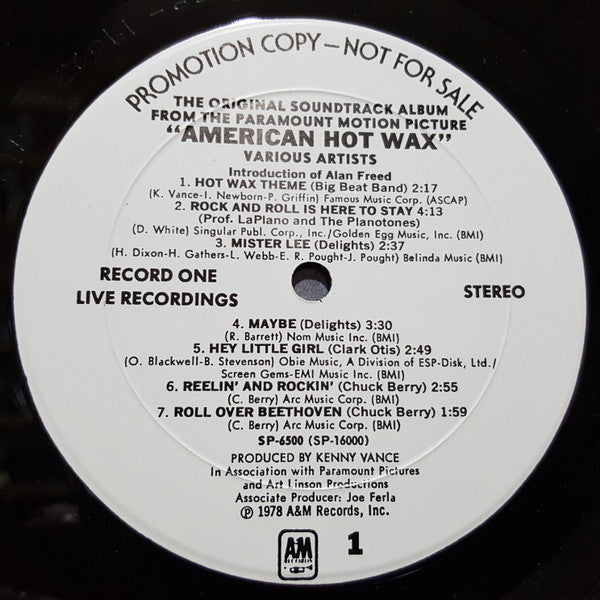 PROMOTION COPY—NOT FOR SALE
THE ORIGINAL SOUNDTRACK ALBUM
FROM THE PARAMOUNT MOTION PICTURE
"AMERICAN HOT WAX"
VARIOUS ARTISTS
Introduction of Alan Freed
1. HOT WAX THEME (Big Beat Band) 2:17
(K. Vance-I. Newborn-P. Griffin) Famous Music Corp. (ASCAP)
2. ROCK AND ROLL IS HERE TO STAY 4:13
(Prof. LaPlano and The Planotones)
(D. White) Singular Publ. Corp., Inc./Golden Egg Music, Inc. (BMI)
3. MISTER LEE (Delights) 2:37
(H. Dixon-H. Gathers-L. Webb-E. R. Pought-J. Pought) Belinda Music (BMI)
RECORD ONE
LIVE RECORDINGS
STEREO
4. MAYBE (Delights) 3:30
(R. Barrett) Nom Music Inc. (BMI)
5. HEY LITTLE GIRL (Clark Otis) 2:49
(O. Blackwell-B. Stevenson) Obie Music, A Division of ESP-Disk, Ltd./
Screen Gems-EMI Music Inc. (BMI)
6. REELIN' AND ROCKIN' (Chuck Berry) 2:55
(C. Berry) Arc Music Corp. (BMI)
7. ROLL OVER BEETHOVEN (Chuck Berry) 1:59
(C. Berry) Arc Music Corp. (BMI)
SP-6500 (SP-16000)
PRODUCED BY KENNY VANCE
In Association with Paramount Pictures
and Art Linson Productions
Associate Producer: Joe Ferla
℗ 1978 A&M Records, Inc.
A&M
RECORDS
1